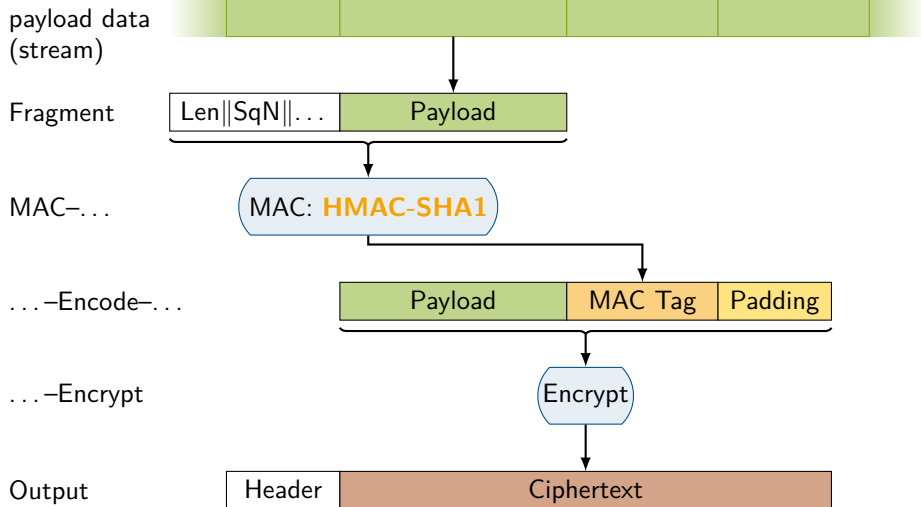 payload data
(stream)
Fragment
Len||SqN||...
Payload
MAC–...
MAC: HMAC-SHA1
...–Encode–...
Payload
MAC Tag
Padding
...–Encrypt
Encrypt
Output
Header
Ciphertext